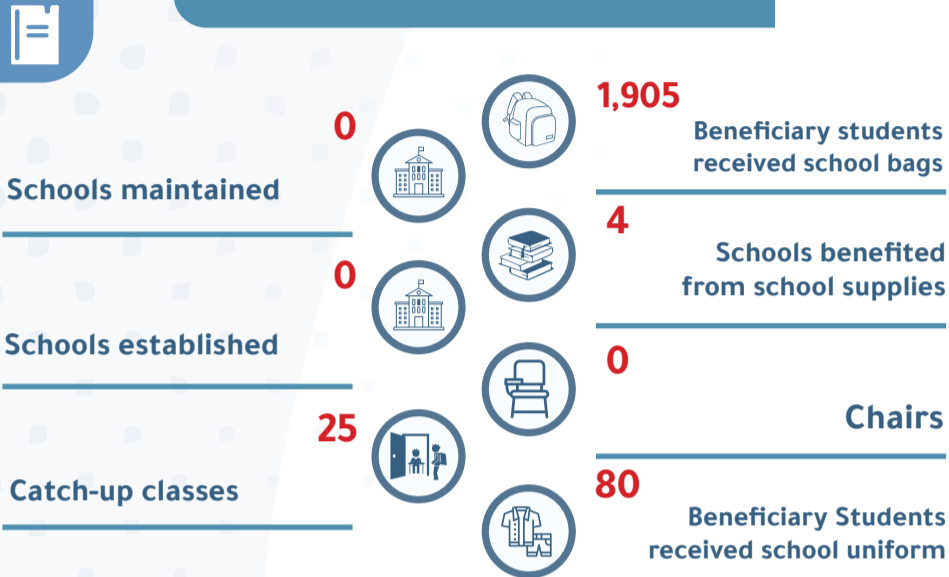 0
Schools maintained
0
Schools established
25
Catch-up classes
1,905
Beneficiary students
received school bags
4
Schools benefited
from school supplies
0
Chairs
80
Beneficiary Students
received school uniform